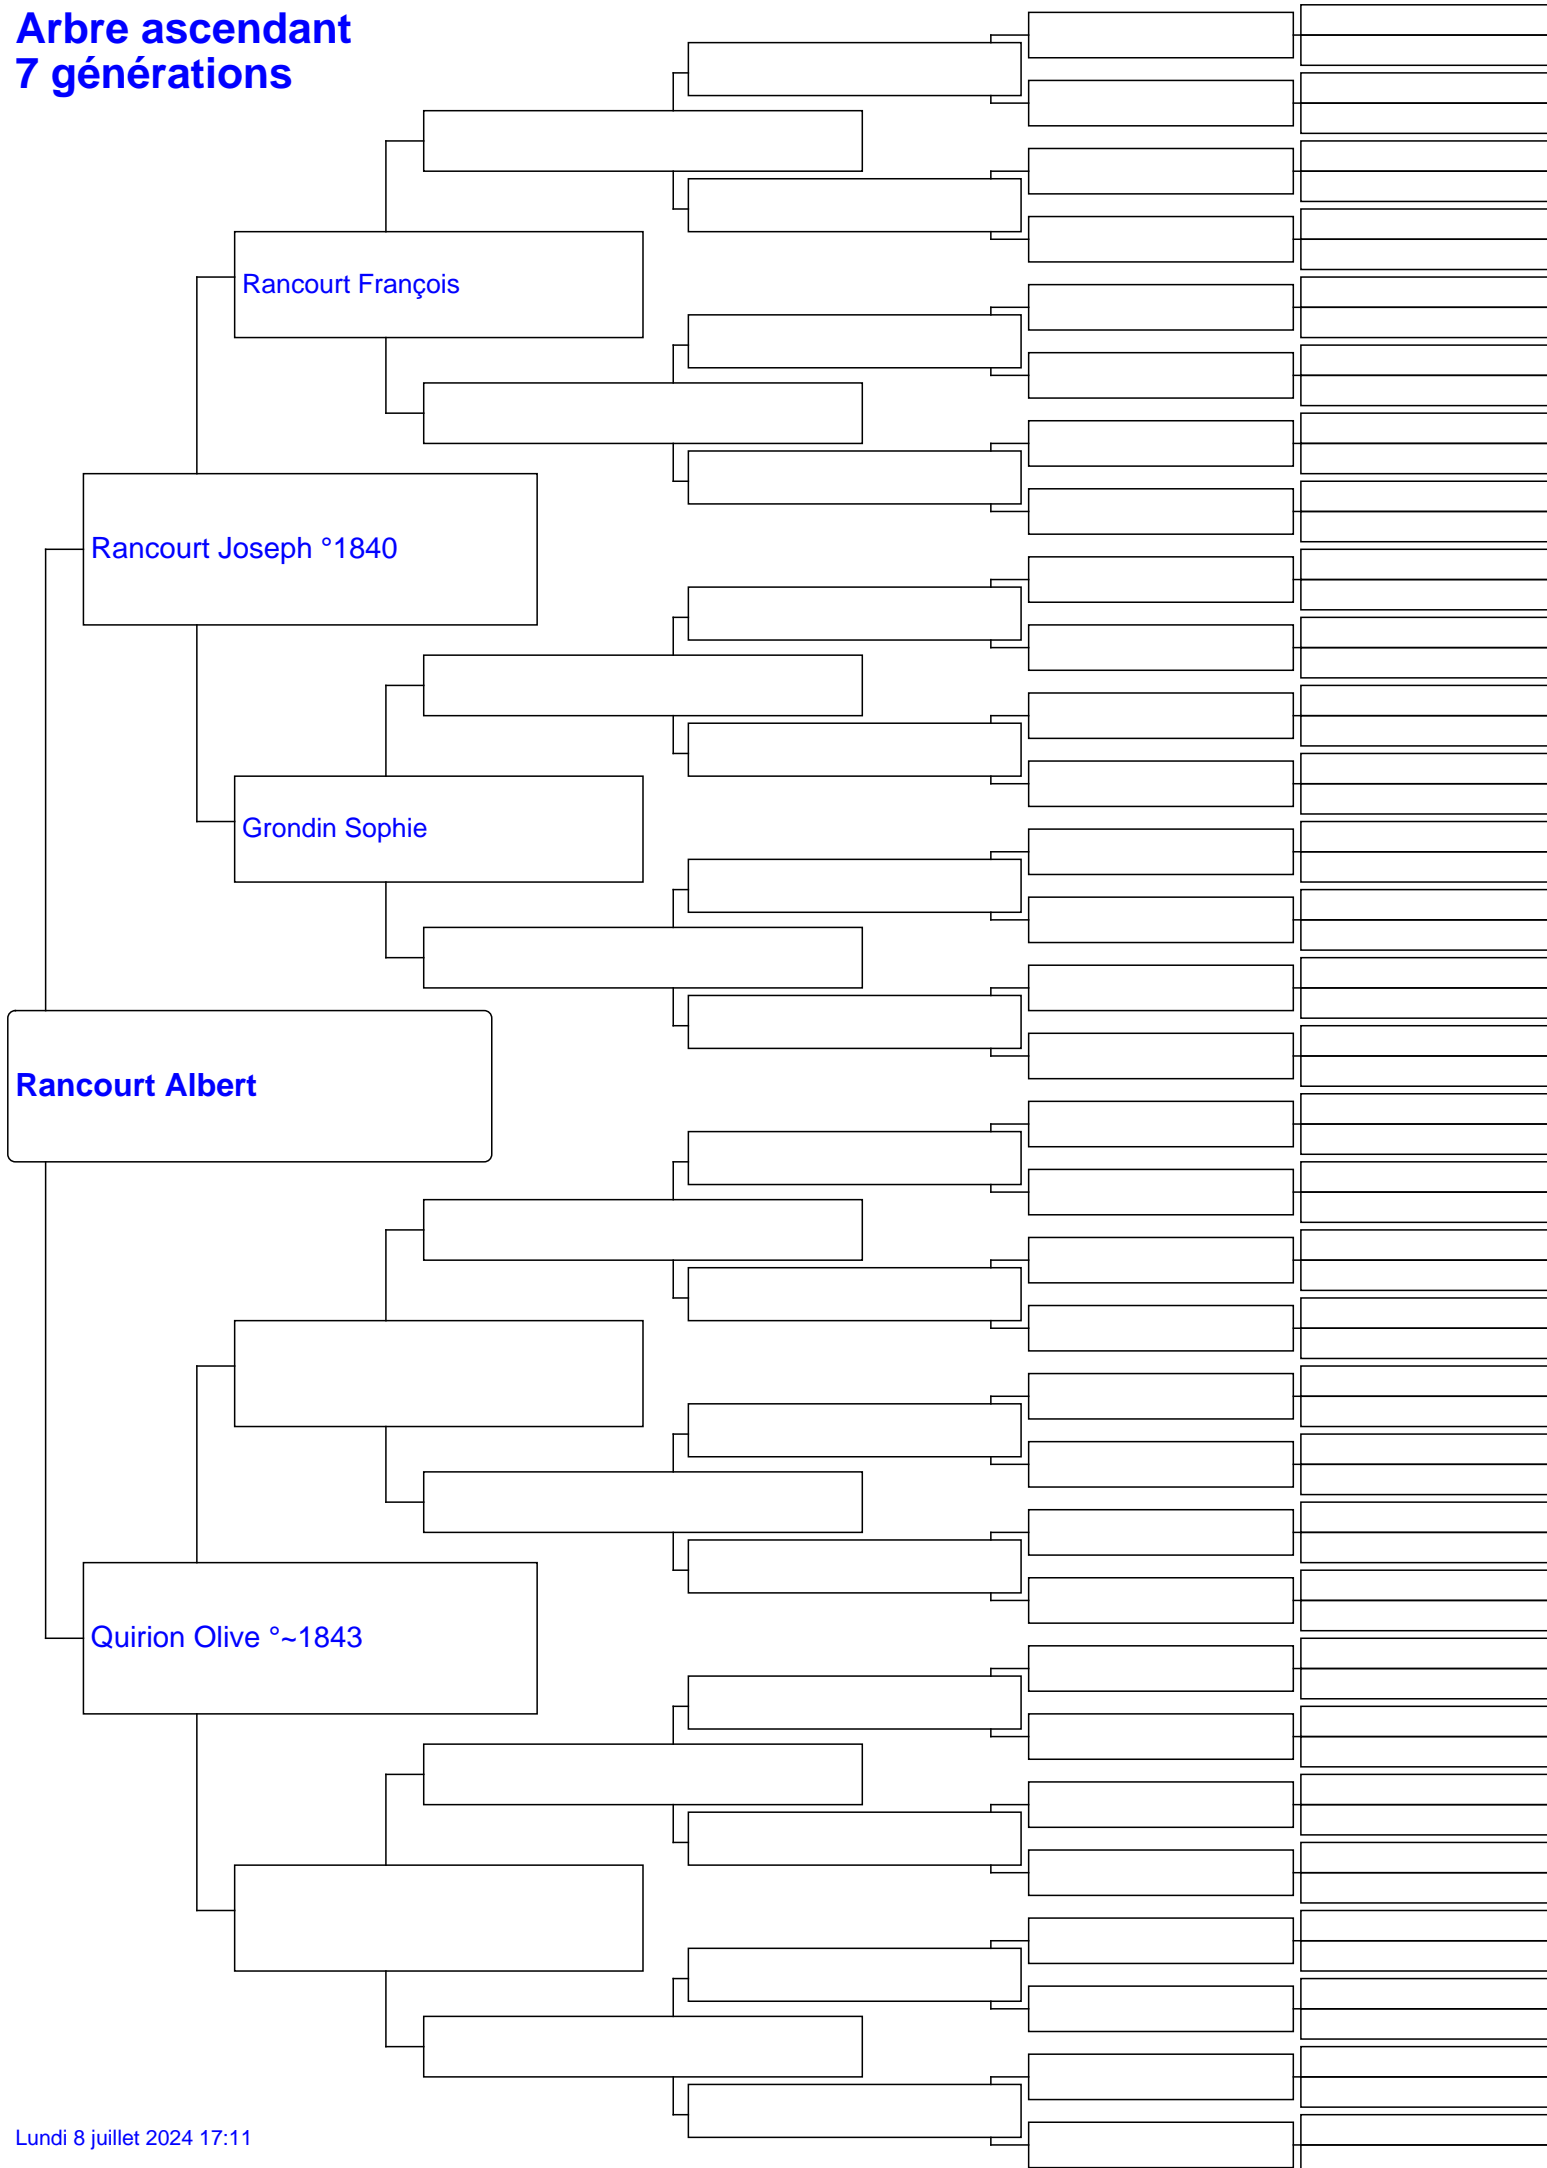 Arbre ascendant
7 générations
Rancourt François
Rancourt Joseph °1840
Grondin Sophie
Rancourt Albert
Quirion Olive °~1843
Lundi 8 juillet 2024 17:11